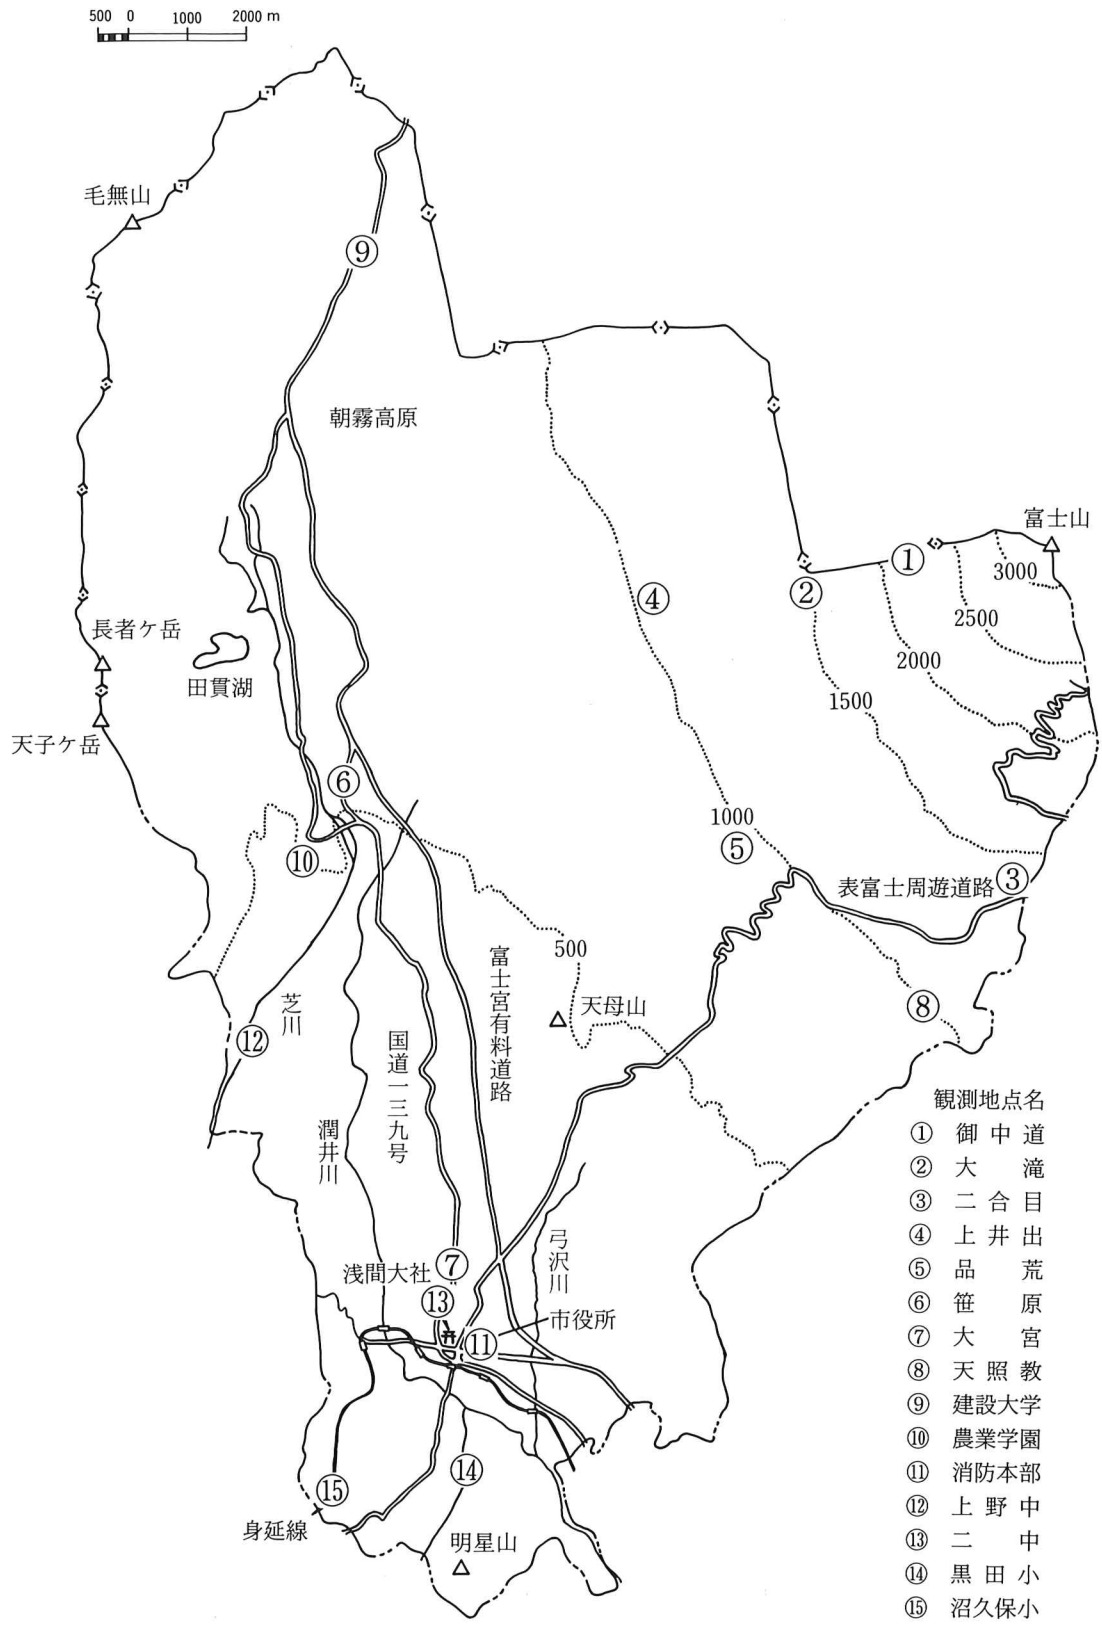 500 0 1000 2000 m
毛無山
⑨
朝霧高原
富士山
①
3000
②
④
2500
長者ケ岳
2000
田貫湖
1500
天子ケ岳
⑥
1000
⑤
⑩
表富士周遊道路
③
500
富士宮有料道路
天母山
⑧
芝川
⑫
国道一三九号
潤井川
弓沢川
⑦
浅間大社
⑬
市役所
⑪
⑭
⑮
身延線
明星山
観測地点名
① 御中道
② 大滝
③ 二合目
④ 上井出
⑤ 品荒
⑥ 笹原
⑦ 大宮
⑧ 天照教
⑨ 建設大学
⑩ 農業学園
⑪ 消防本部
⑫ 上野中
⑬ 二中
⑭ 黒田小
⑮ 沼久保小